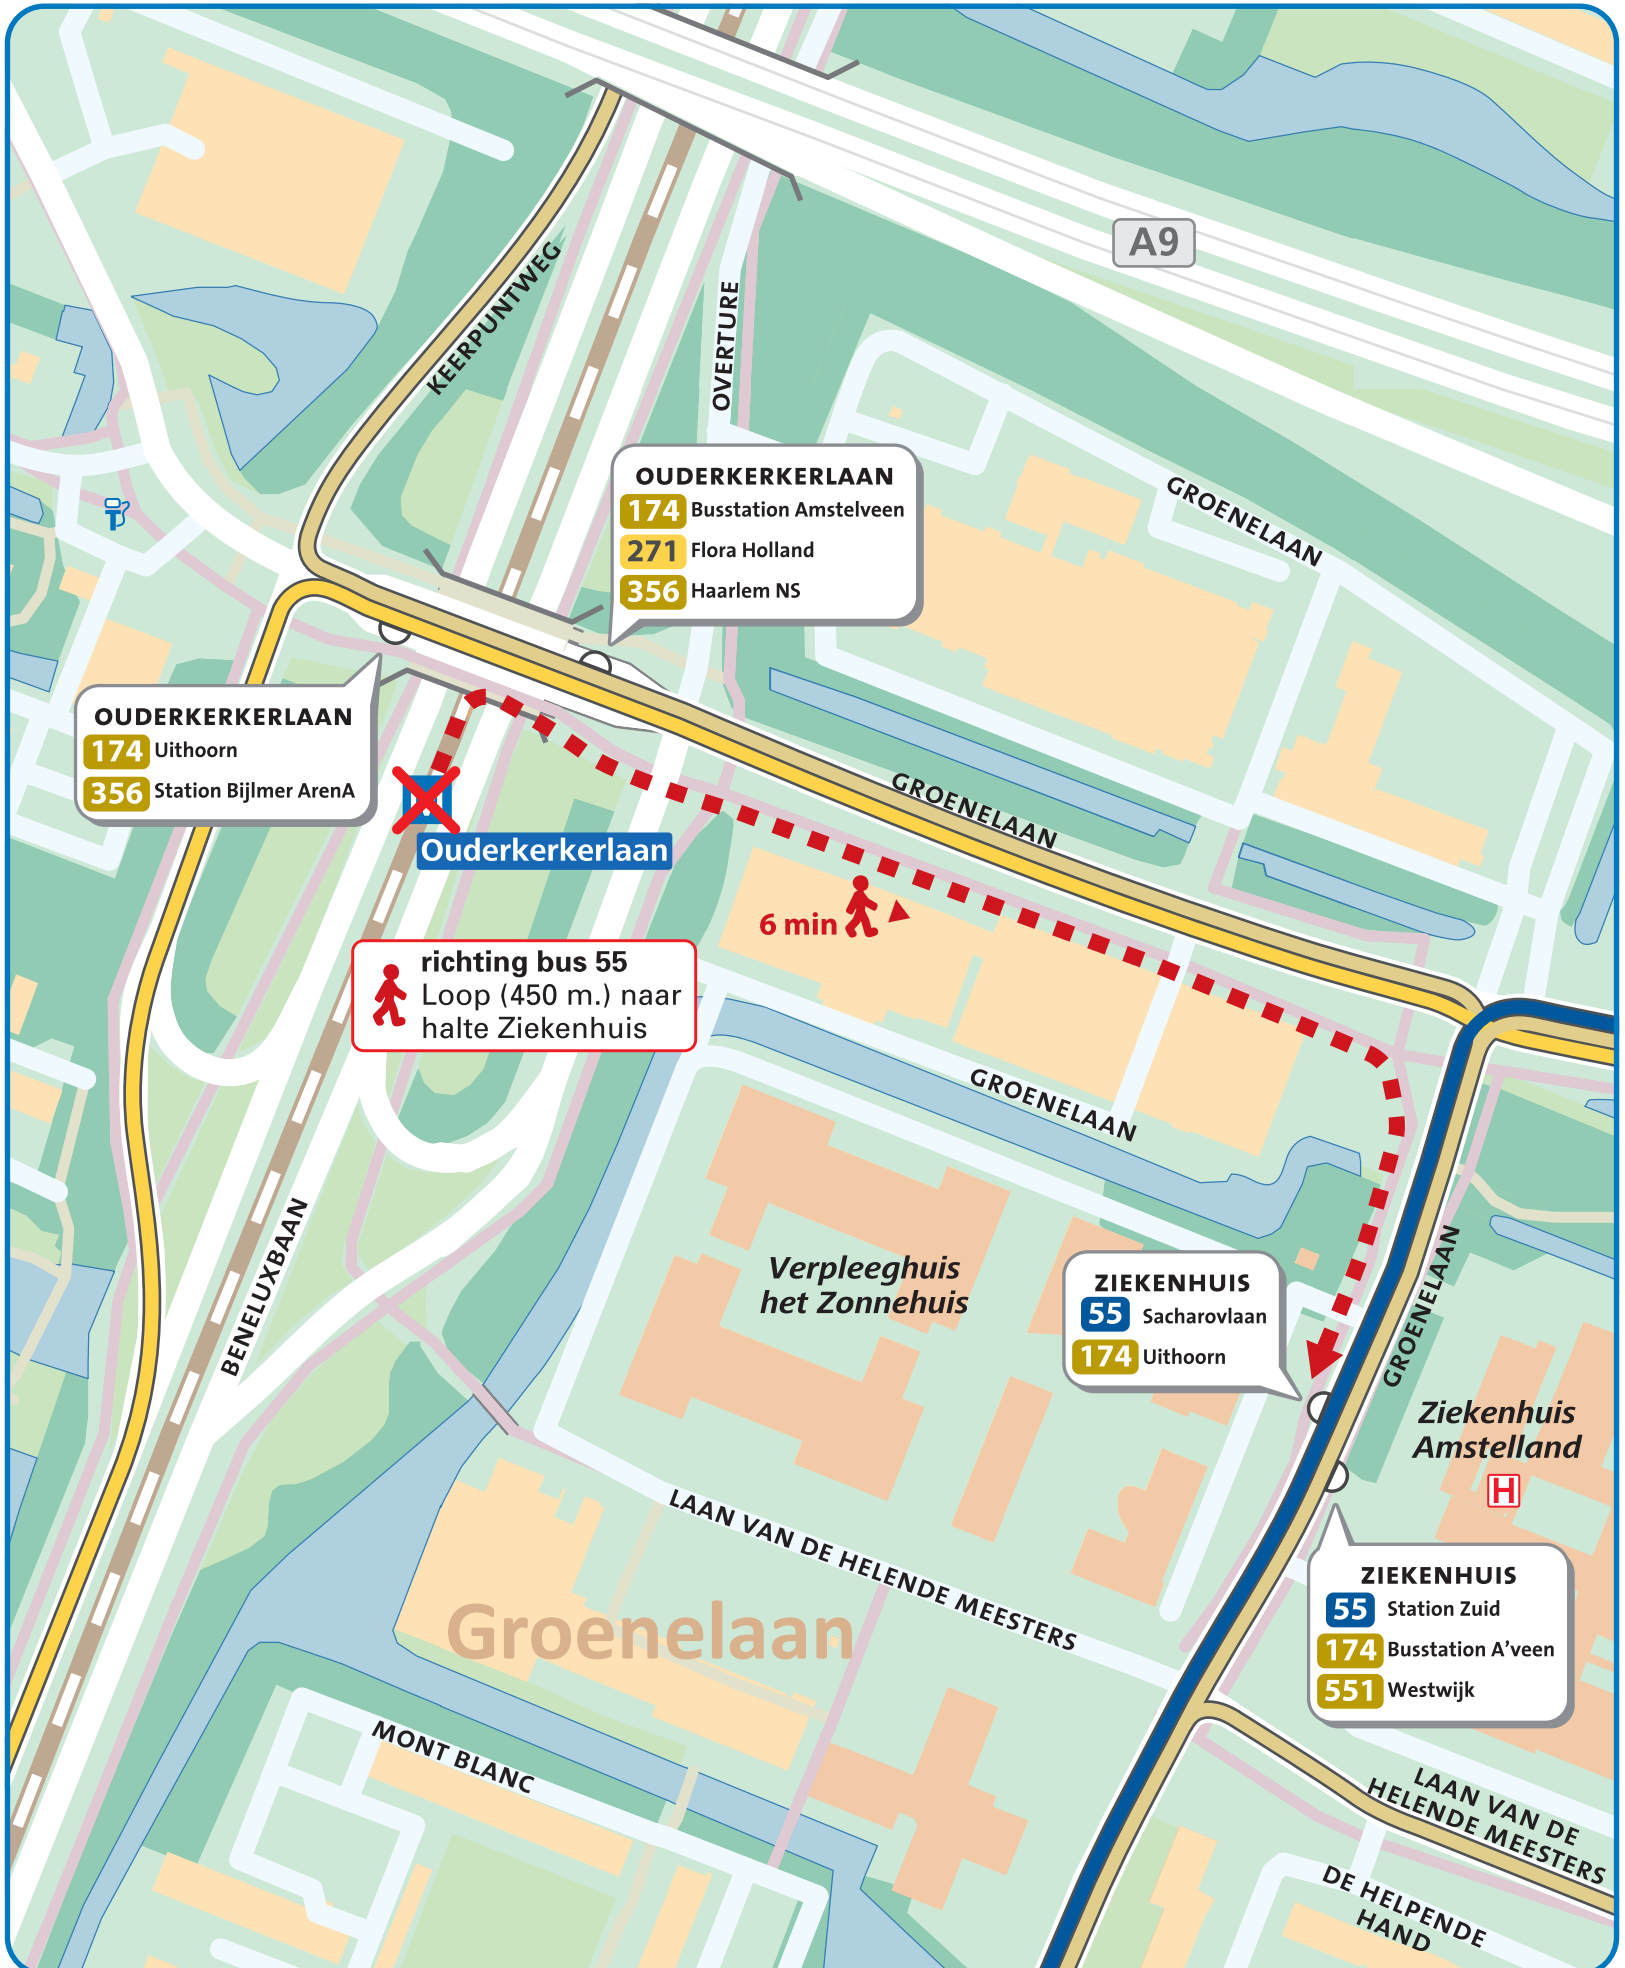 A9
KEERPUNTWEG
OVERTURE
OUDERKERKERLAAN
174 Busstation Amstelveen
271 Flora Holland
356 Haarlem NS
GROENELAAN
OUDERKERKERLAAN
174 Uithoorn
356 Station Bijlmer ArenA
GROENELAAN
Ouderkerkerlaan
6 min
richting bus 55
Loop (450 m.) naar
halte Ziekenhuis
GROENELAAN
BENELUXBAAN
Verpleeghuis
het Zonnehuis
ZIEKENHUIS
55 Sacharovlaan
174 Uithoorn
GROENELAAN
Ziekenhuis
Amstelland
H
LAAN VAN DE HELENDE MEESTERS
ZIEKENHUIS
55 Station Zuid
174 Busstation A'veen
551 Westwijk
Groenelaan
MONT BLANC
LAAN VAN DE
HELENDE MEESTERS
DE HELPENDE
HAND